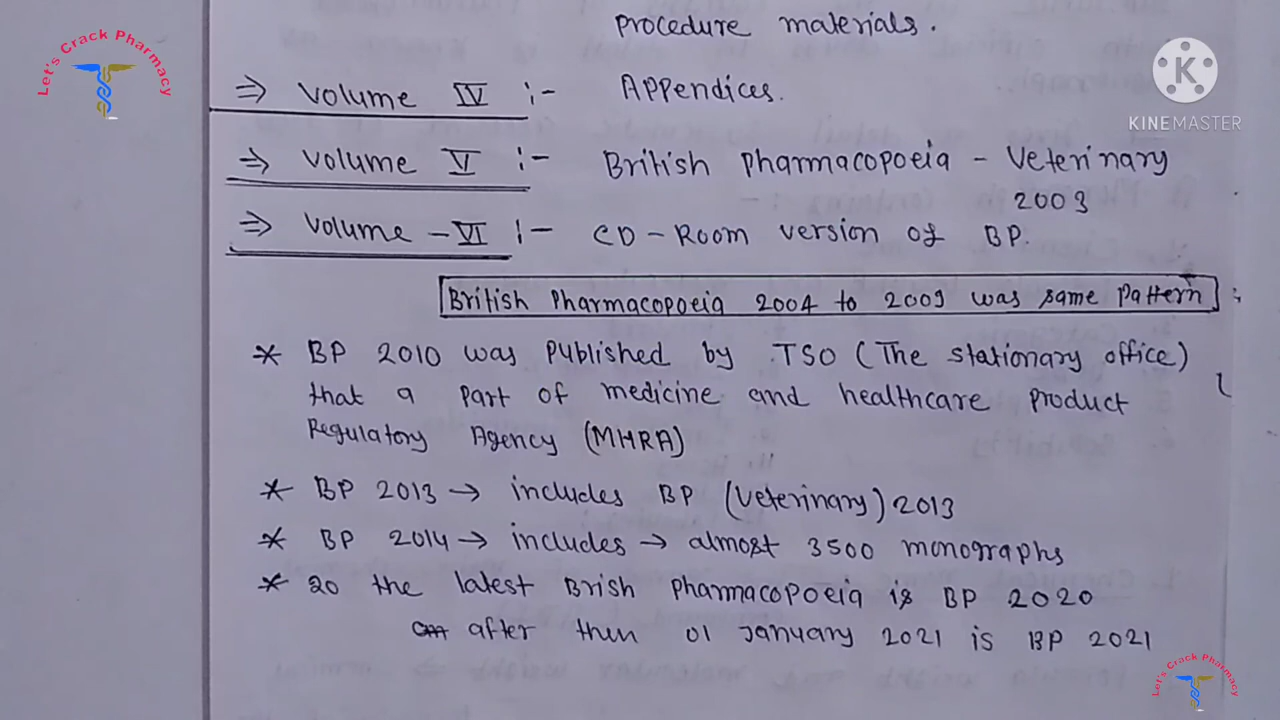 Let's Crack Pharmacy
KINEMASTER
Procedure materials.
⇒ Volume IV :- Appendices.
⇒ Volume V :- British Pharmacopoeia - Veterinary
2003
⇒ Volume - VI :- CD-Room version of BP.
British Pharmacopoeia 2004 to 2009 was same Pattern
* BP 2010 was published by TSO (The stationary office)
that a part of medicine and healthcare product
Regulatory Agency (MHRA)
* BP 2013 → includes BP (Veterinary) 2013
* BP 2014 → includes → almost 3500 monographs
* so the latest Brish Pharmacopoeia is BP 2020
after then 01 January 2021 is BP 2021
Let's Crack Pharmacy